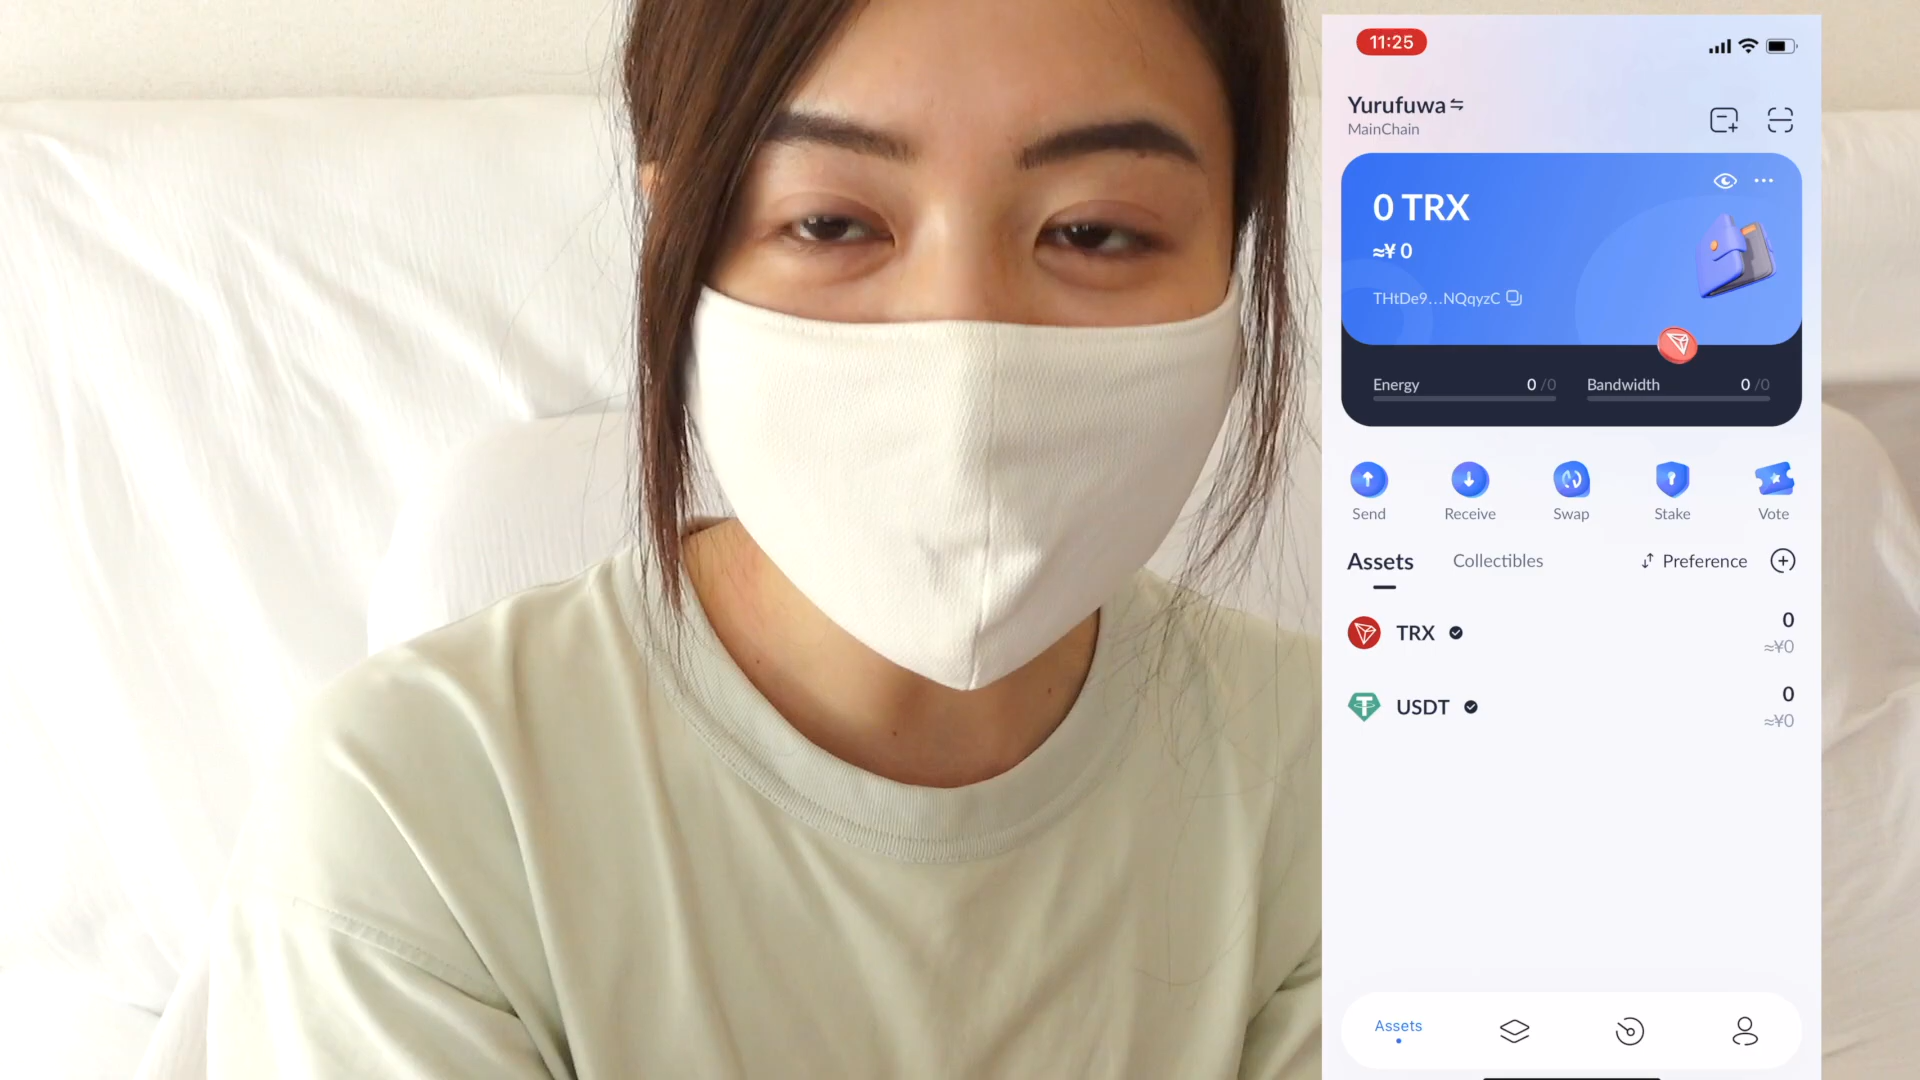 11:25
Yurufuwa
MainChain
0 TRX
≈¥ 0
THtDe9...NQqyzC
Energy 0 /0 Bandwidth 0 /0
Send Receive Swap Stake Vote
Assets Collectibles Preference
TRX 0
≈¥0
USDT 0
≈¥0
Assets